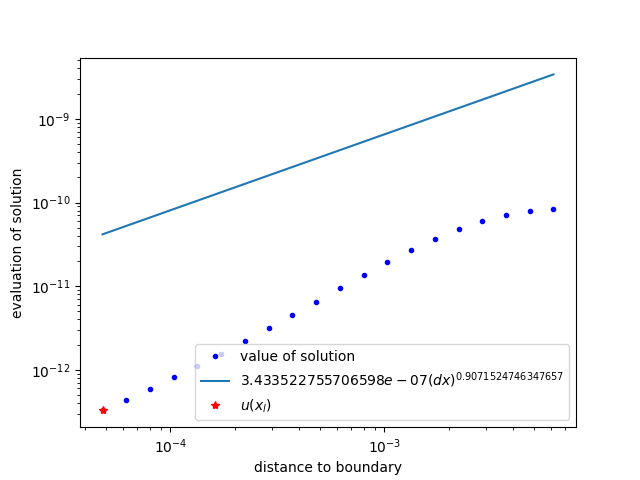 10⁻⁹
10⁻¹⁰
10⁻¹¹
10⁻¹²
evaluation of solution
value of solution
3.433522755706598e − 07(dx)^0.9071524746347657
u(x_l)
10⁻⁴
10⁻³
distance to boundary